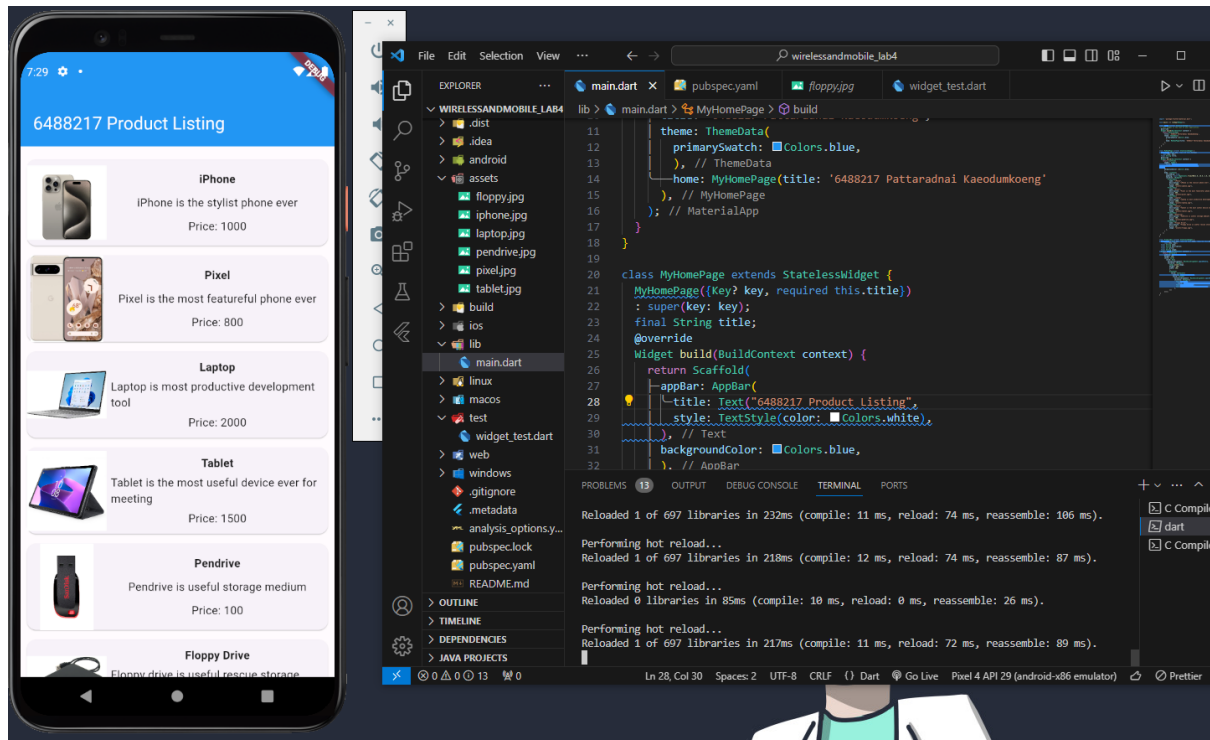 7:29
DEBUG
6488217 Product Listing
iPhone
iPhone is the stylist phone ever
Price: 1000
Pixel
Pixel is the most featureful phone ever
Price: 800
Laptop
Laptop is most productive development
tool
Price: 2000
Tablet
Tablet is the most useful device ever for
meeting
Price: 1500
Pendrive
Pendrive is useful storage medium
Price: 100
Floppy Drive
Floppy drive is useful rescue storage
File Edit Selection View ...
wirelessandmobile_lab4
EXPLORER ...
WIRELESSANDMOBILE_LAB4
.dist
.idea
android
assets
floppy.jpg
iphone.jpg
laptop.jpg
pendrive.jpg
pixel.jpg
tablet.jpg
build
ios
lib
main.dart
linux
macos
test
widget_test.dart
web
windows
.gitignore
.metadata
analysis_options.y...
pubspec.lock
pubspec.yaml
README.md
OUTLINE
TIMELINE
DEPENDENCIES
JAVA PROJECTS
main.dart pubspec.yaml floppy.jpg widget_test.dart
lib > main.dart > MyHomePage > build
11 theme: ThemeData(
12 primarySwatch: Colors.blue,
13 ), // ThemeData
14 home: MyHomePage(title: '6488217 Pattaradnai Kaeodumkoeng'
15 ), // MyHomePage
16 ); // MaterialApp
17 }
18 }
19
20 class MyHomePage extends StatelessWidget {
21 MyHomePage({Key? key, required this.title})
22 : super(key: key);
23 final String title;
24 @override
25 Widget build(BuildContext context) {
26 return Scaffold(
27 appBar: AppBar(
28 title: Text("6488217 Product Listing",
29 style: TextStyle(color: Colors.white),
30 ), // Text
31 backgroundColor: Colors.blue,
32 ), // AppBar
PROBLEMS 13 OUTPUT DEBUG CONSOLE TERMINAL PORTS
Reloaded 1 of 697 libraries in 232ms (compile: 11 ms, reload: 74 ms, reassemble: 106 ms).
Performing hot reload...
Reloaded 1 of 697 libraries in 218ms (compile: 12 ms, reload: 74 ms, reassemble: 87 ms).
Performing hot reload...
Reloaded 0 libraries in 85ms (compile: 10 ms, reload: 0 ms, reassemble: 26 ms).
Performing hot reload...
Reloaded 1 of 697 libraries in 217ms (compile: 11 ms, reload: 72 ms, reassemble: 89 ms).
C Compil
dart
C Compil
0 0 13 0 Ln 28, Col 30 Spaces: 2 UTF-8 CRLF {} Dart Go Live Pixel 4 API 29 (android-x86 emulator) Prettier